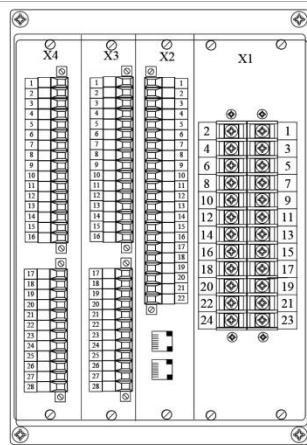 X4 X3 X2 X1
1 1 1
2 2 2
3 3 3
4 4 4
5 5 5
6 6 6
7 7 7
8 8 8
9 9 9
10 10 10
11 11 11
12 12 12
13 13 13
14 14 14
15 15 15
16 16 16
17
18
19
20
21
22
17 17
18 18
19 19
20 20
21 21
22 22
23 23
24 24
25 25
26 26
27 27
28 28
2 1
4 3
6 5
8 7
10 9
12 11
14 13
16 15
18 17
20 19
22 21
24 23